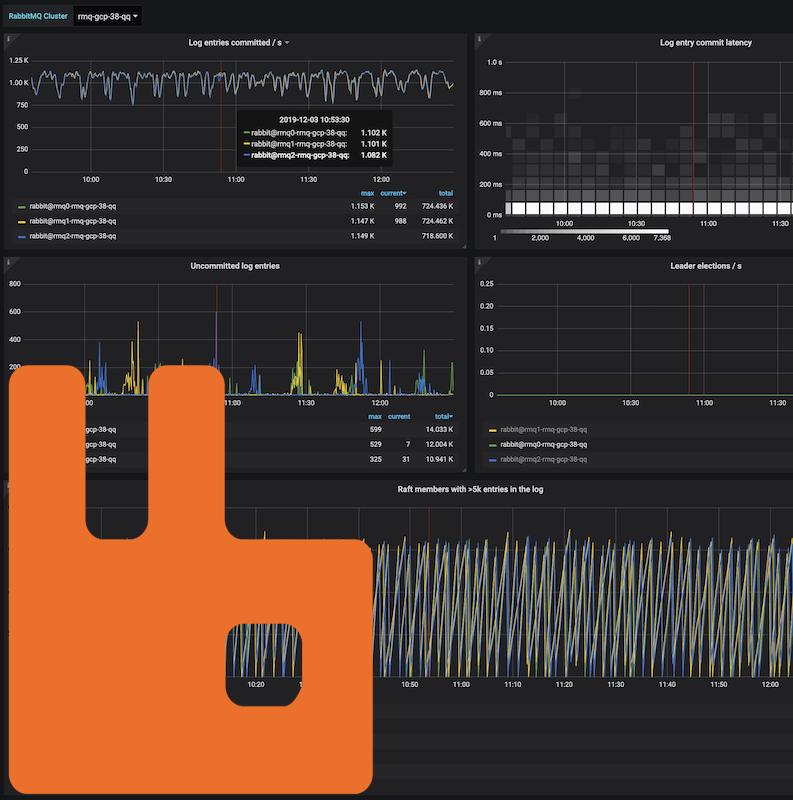 RabbitMQ Cluster rmq-gcp-38-qq
Log entries committed / s
1.25 K
1.00 K
750
500
250
0
10:00 10:30 11:00 11:30 12:00
2019-12-03 10:53:30
rabbit@rmq0-rmq-gcp-38-qq: 1.102 K
rabbit@rmq1-rmq-gcp-38-qq: 1.101 K
rabbit@rmq2-rmq-gcp-38-qq: 1.082 K
max current total
rabbit@rmq0-rmq-gcp-38-qq 1.153 K 992 724.436 K
rabbit@rmq1-rmq-gcp-38-qq 1.147 K 988 724.462 K
rabbit@rmq2-rmq-gcp-38-qq 1.149 K 718.600 K
Log entry commit latency
1.0 s
800 ms
600 ms
400 ms
200 ms
0 ms
10:00 10:30 11:00 11:30
1 2,000 4,000 6,000 7,368
Uncommitted log entries
800
600
400
200
:00 11:00 11:30 12:00
max current total
gcp-38-qq 599 14.033 K
gcp-38-qq 529 7 12.004 K
gcp-38-qq 325 31 10.941 K
Leader elections / s
0.25
0.20
0.15
0.10
0.05
0
10:00 10:30 11:00 11:30
rabbit@rmq1-rmq-gcp-38-qq
rabbit@rmq0-rmq-gcp-38-qq
rabbit@rmq2-rmq-gcp-38-qq
Raft members with >5k entries in the log
10:20 10:50 11:00 11:10 11:20 11:30 11:40 11:50 12:00